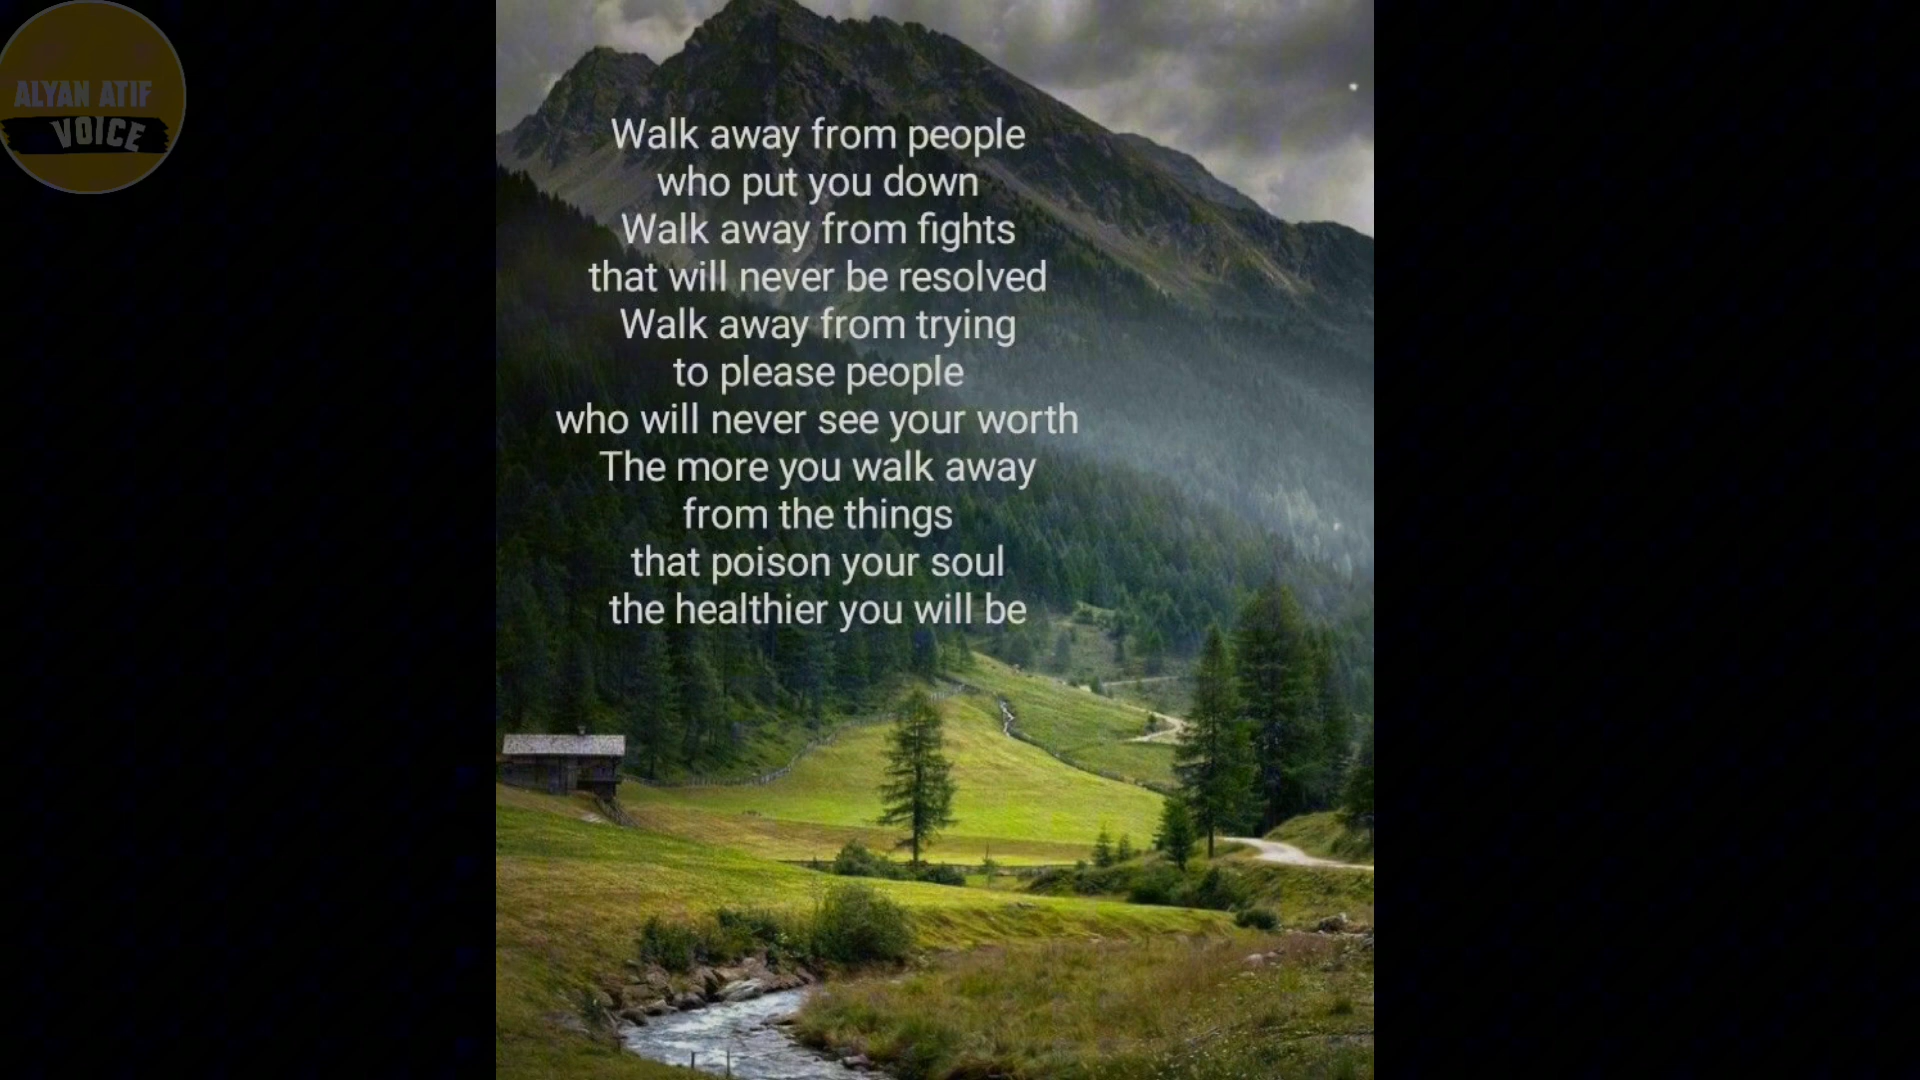 ALYAN ATIF
VOICE
Walk away from people
who put you down
Walk away from fights
that will never be resolved
Walk away from trying
to please people
who will never see your worth
The more you walk away
from the things
that poison your soul
the healthier you will be